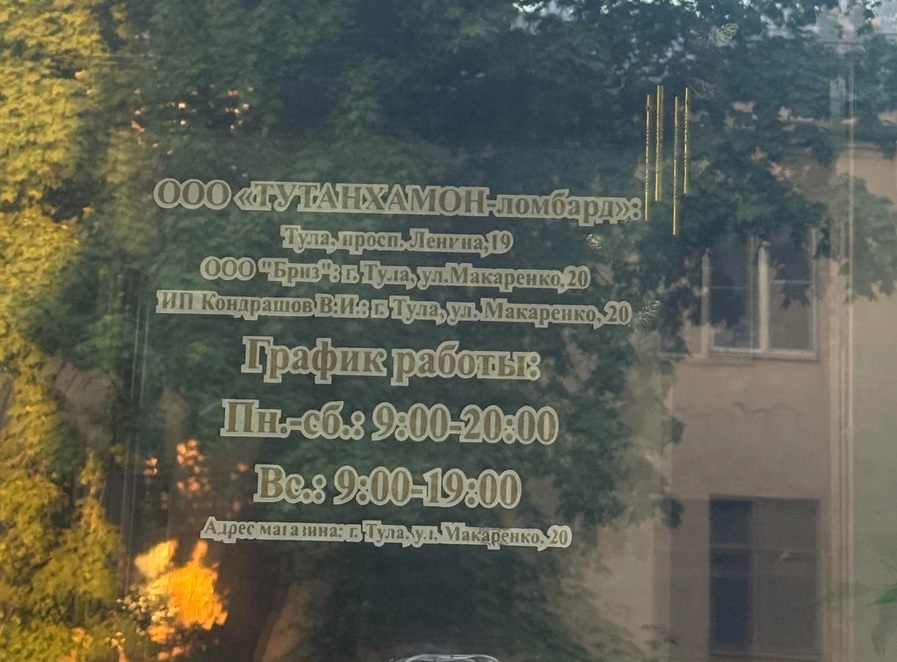 ООО «ТУТАНХАМОН-ломбард»:
Тула, просп. Ленина,19
ООО "Бриз": г. Тула, ул.Макаренко,20
ИП Кондрашов В.И.: г. Тула, ул. Макаренко, 20
График работы:
Пн.-сб.: 9:00-20:00
Вс.: 9:00-19:00
Адрес магазина: г. Тула, ул. Макаренко, 20